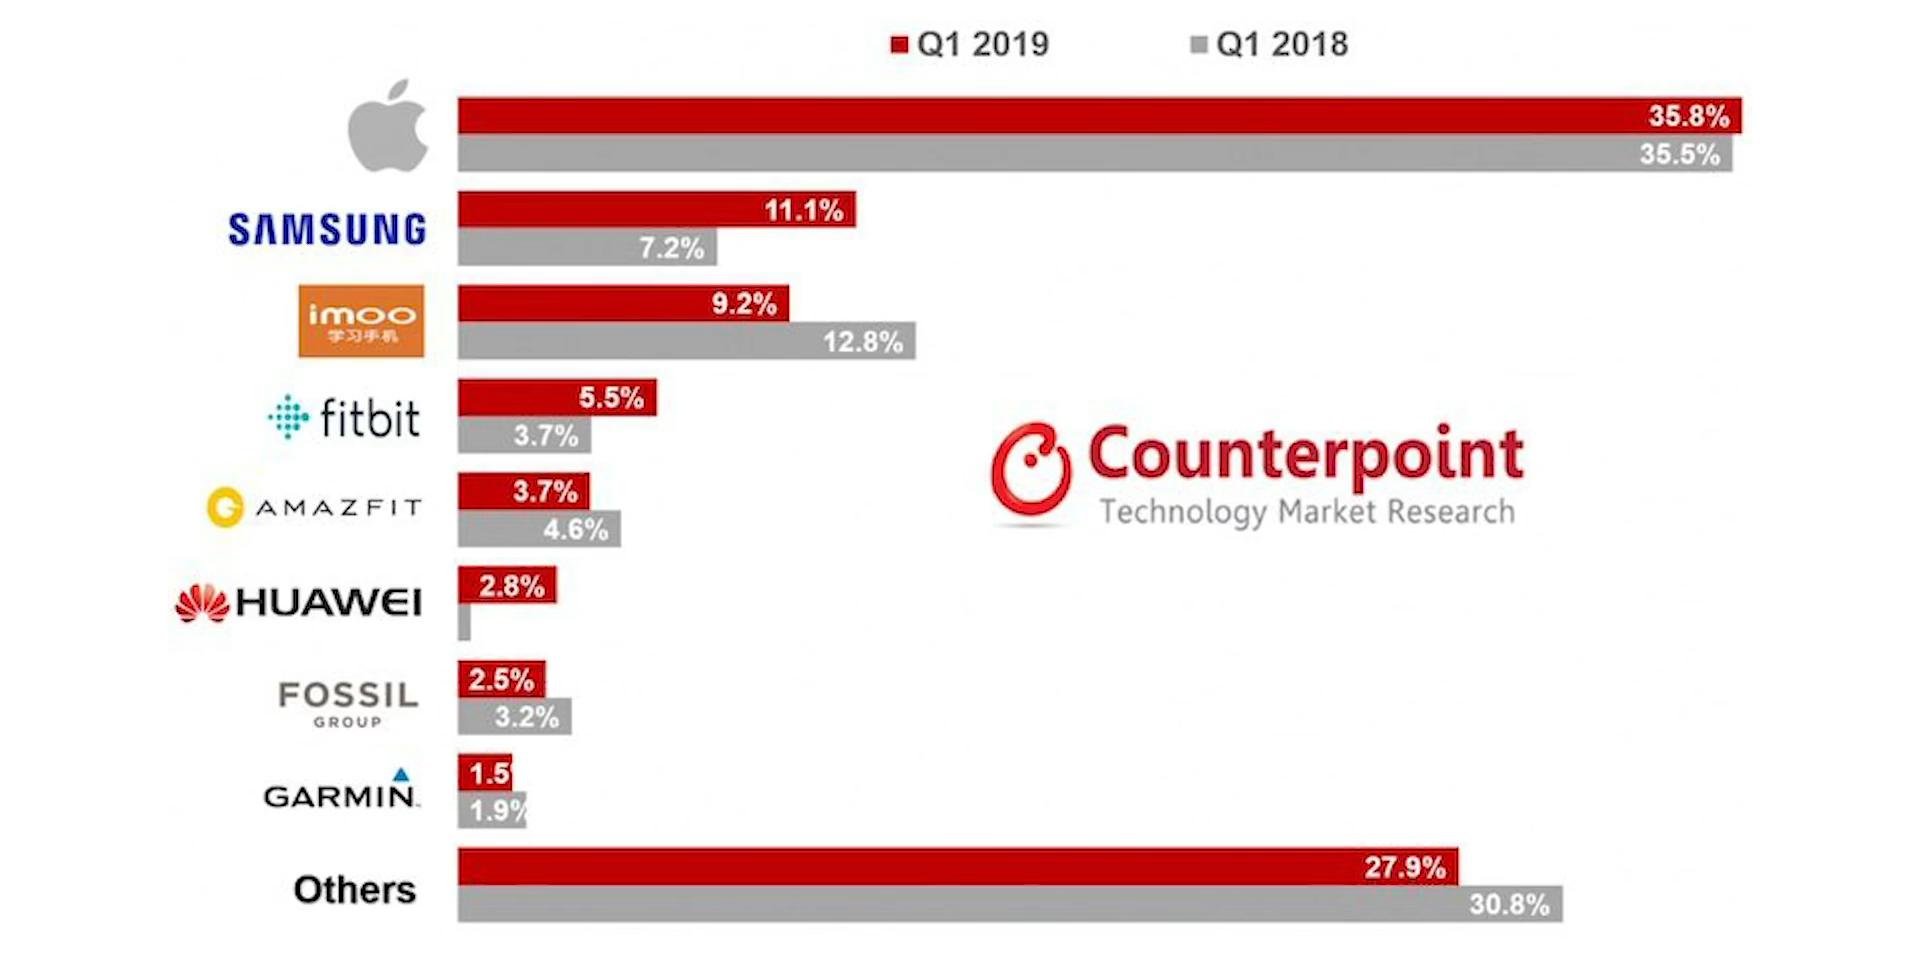 Q1 2019 Q1 2018
35.8%
35.5%
SAMSUNG
11.1%
7.2%
imoo
学习手机
9.2%
12.8%
fitbit
5.5%
3.7%
AMAZFIT
3.7%
4.6%
HUAWEI
2.8%
FOSSIL
GROUP
2.5%
3.2%
GARMIN
1.5
1.9%
Others
27.9%
30.8%
Counterpoint
Technology Market Research